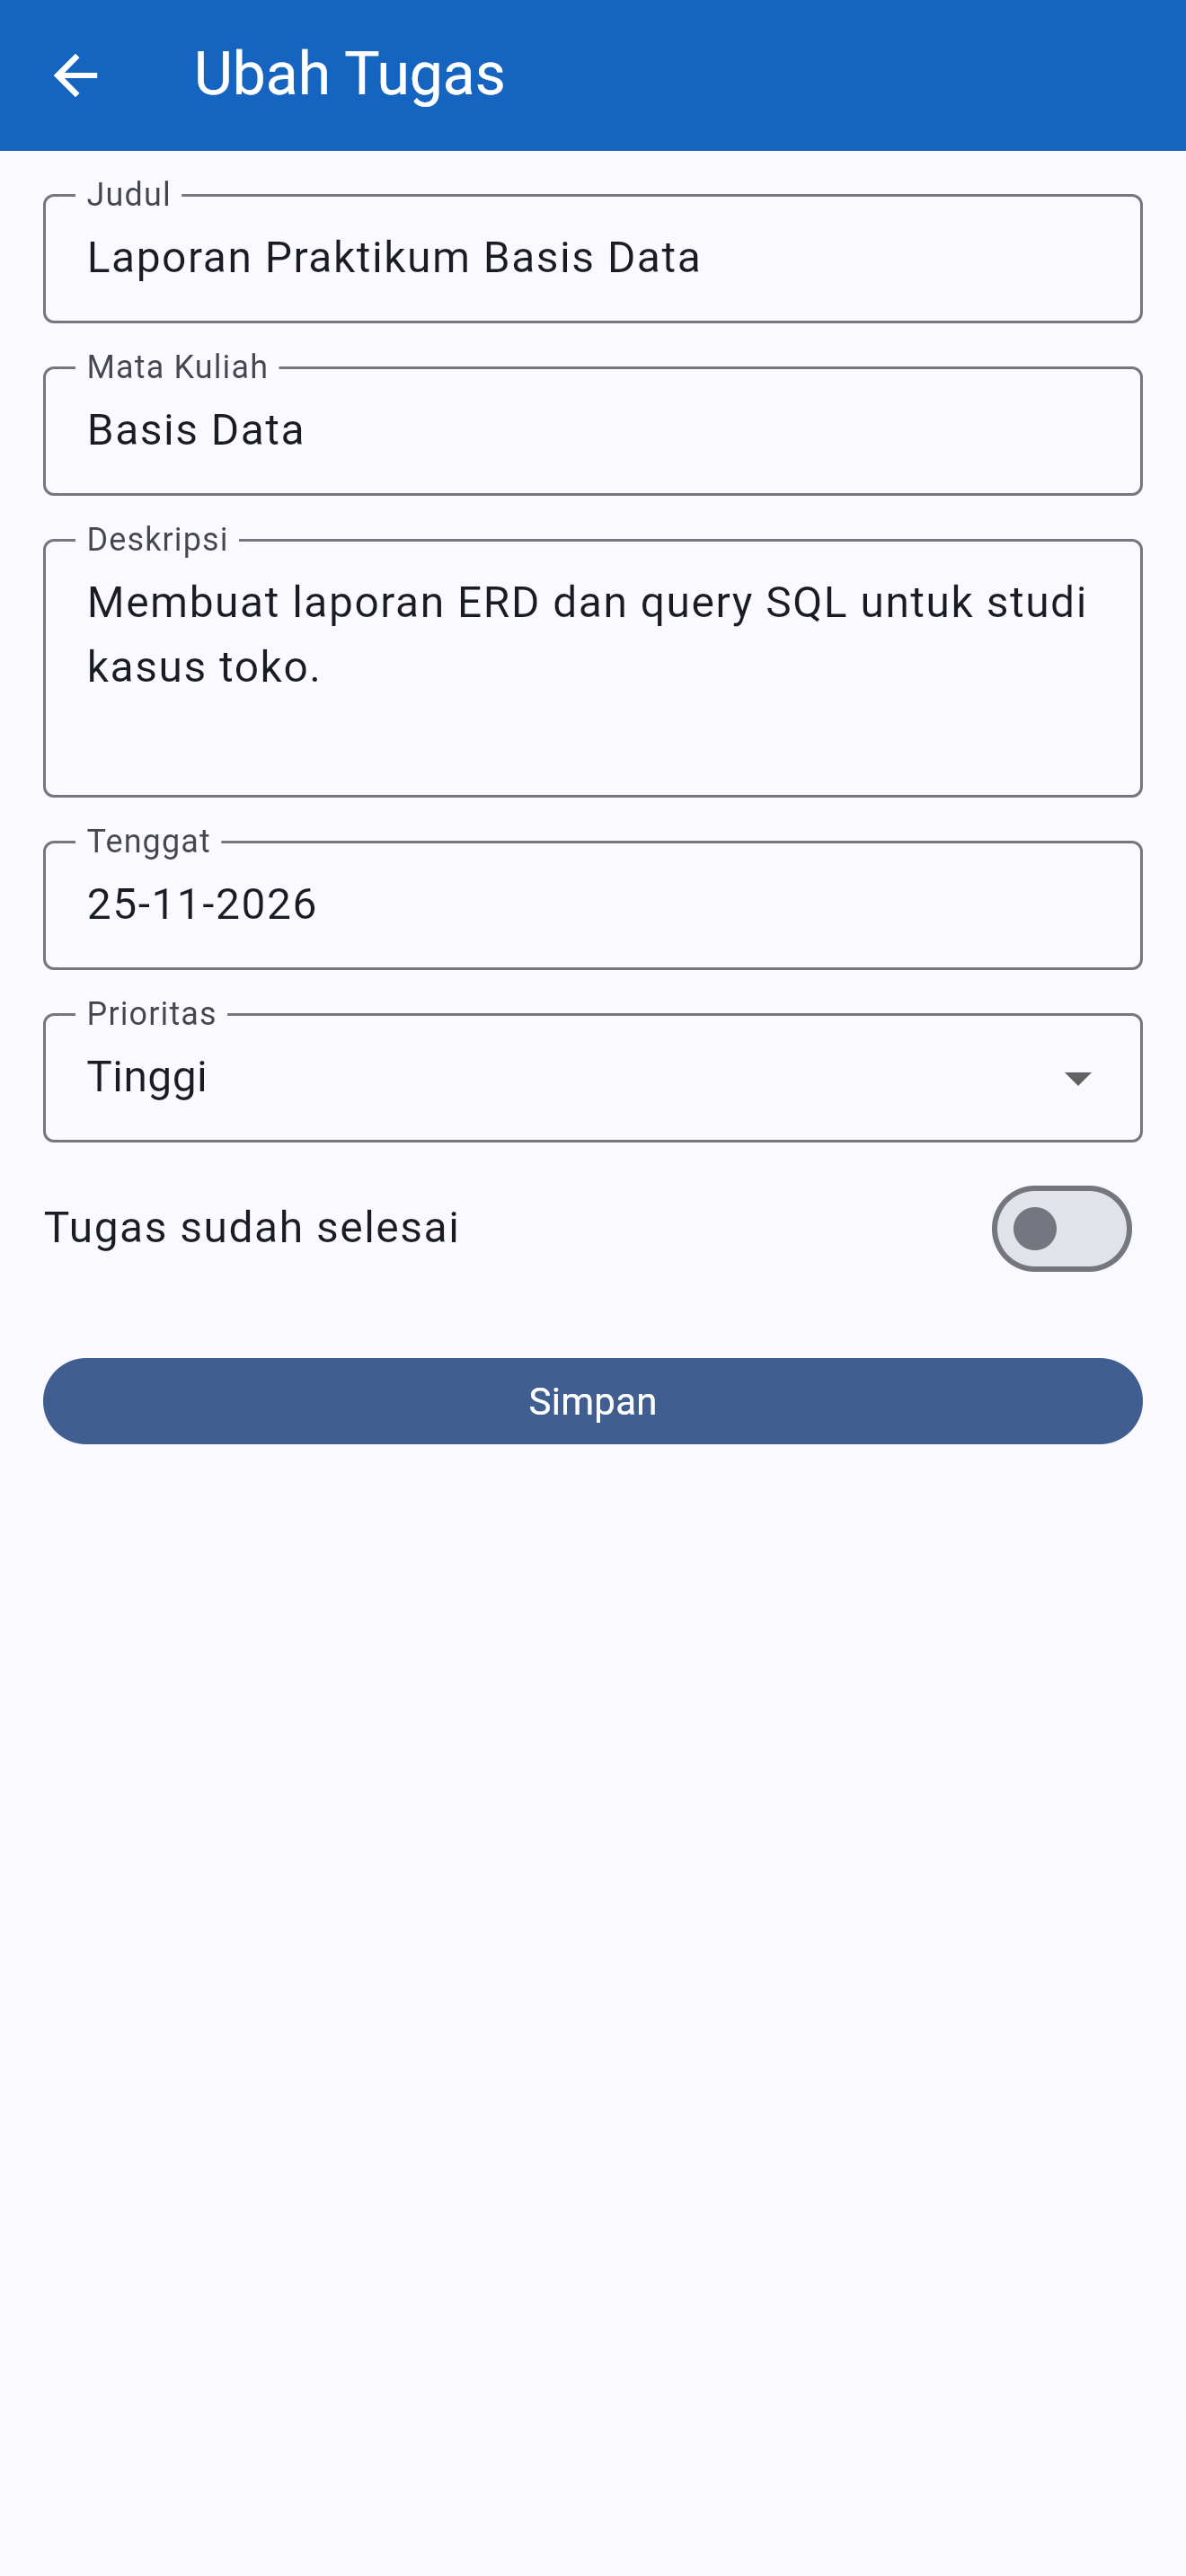 Ubah Tugas
Judul
Laporan Praktikum Basis Data
Mata Kuliah
Basis Data
Deskripsi
Membuat laporan ERD dan query SQL untuk studi
kasus toko.
Tenggat
25-11-2026
Prioritas
Tinggi
Tugas sudah selesai
Simpan